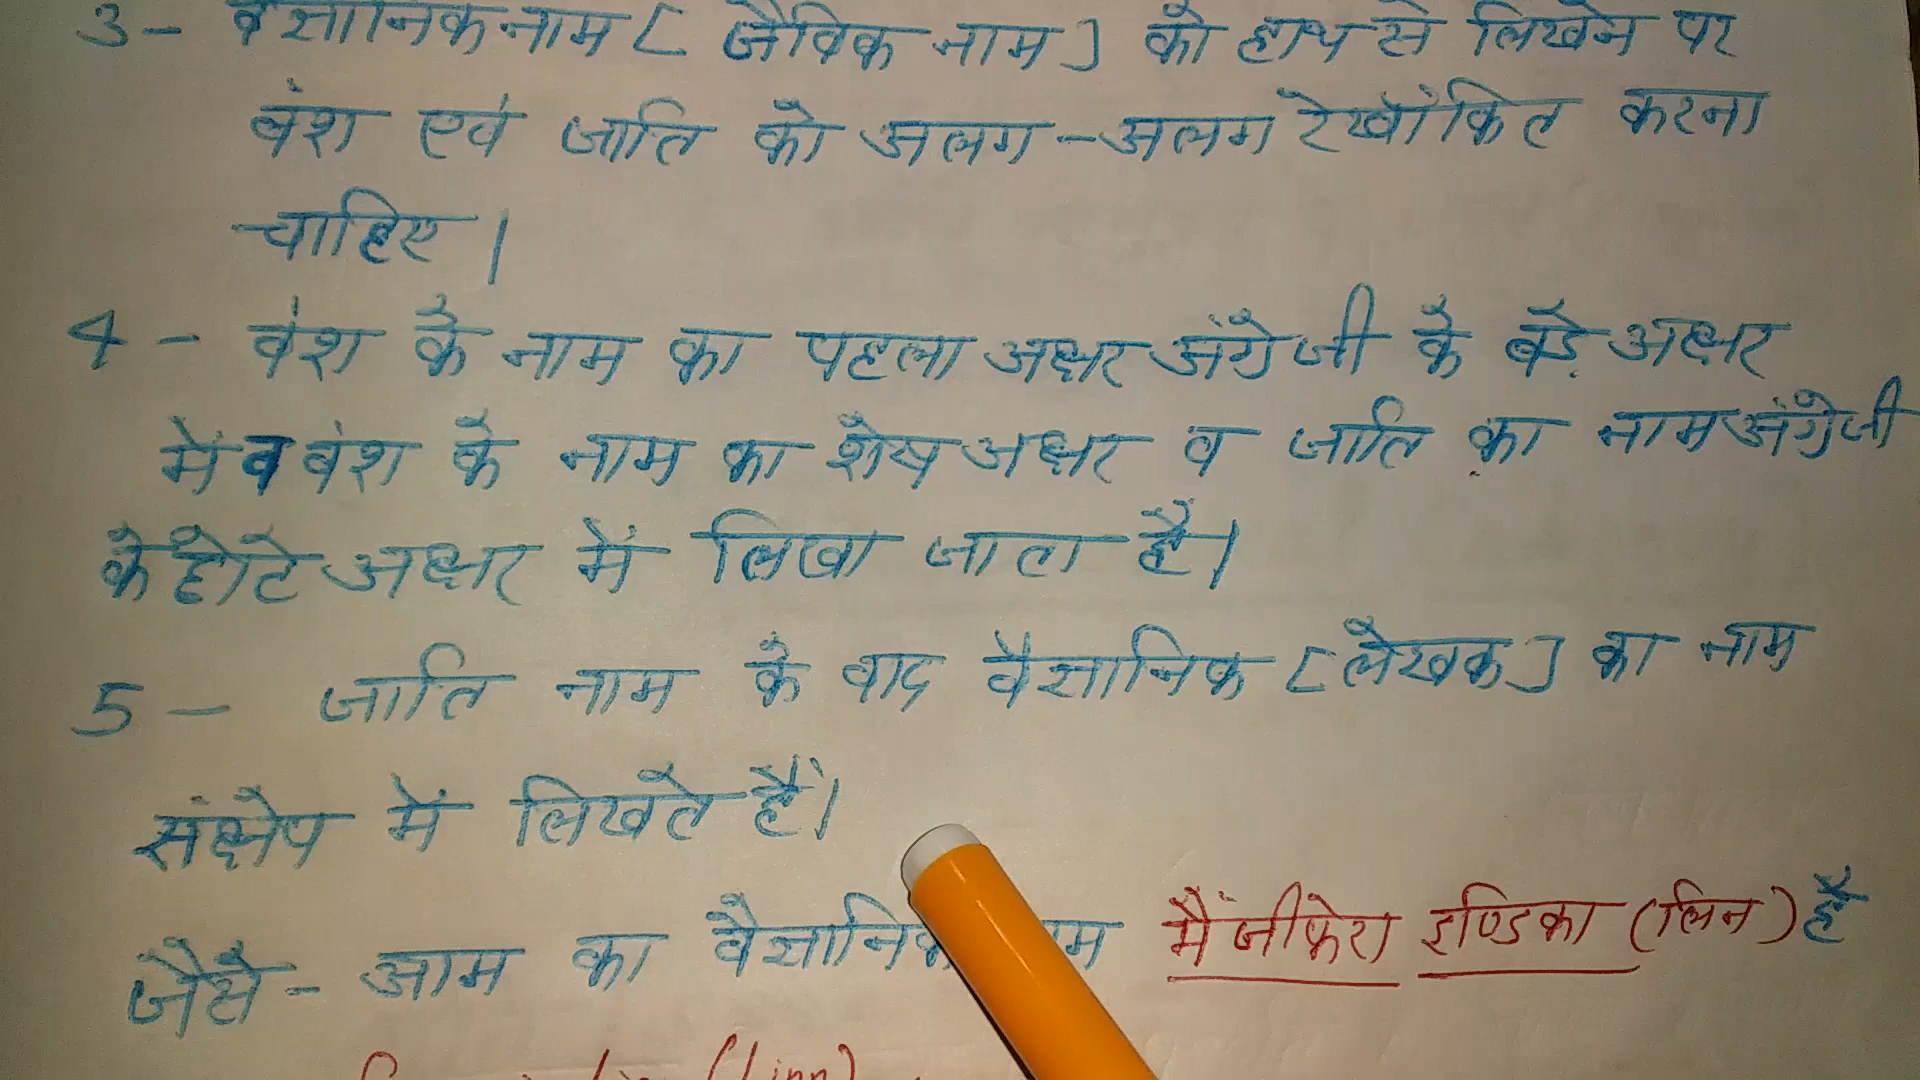 3- वैज्ञानिक नाम [ जैविक नाम ] को हाथ से लिखने पर
वंश एवं जाति को अलग-अलग रेखांकित करना
चाहिए।
4 - वंश के नाम का पहला अक्षर अंग्रेजी के बड़े अक्षर
में व वंश के नाम का शेष अक्षर व जाति का नाम अंग्रेजी
के छोटे अक्षर में लिखा जाता है।
5 - जाति नाम के बाद वैज्ञानिक [लेखक] का नाम
संक्षेप में लिखते हैं।
जैसे - आम का वैज्ञानिक मैंजीफेरा इण्डिका (लिन) है
(Linn)